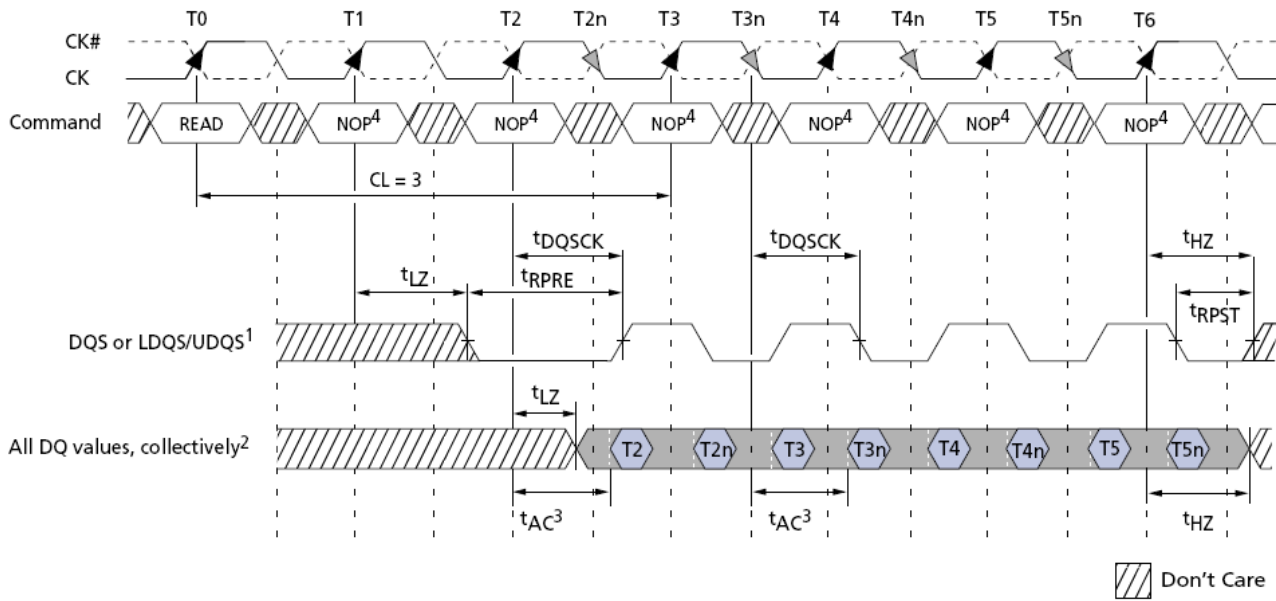 T0 T1 T2 T2n T3 T3n T4 T4n T5 T5n T6
CK#
CK
Command READ NOP⁴ NOP⁴ NOP⁴ NOP⁴ NOP⁴ NOP⁴
CL = 3
tDQSCK tDQSCK tHZ
tLZ tRPRE
tRPST
DQS or LDQS/UDQS¹
tLZ
All DQ values, collectively² T2 T2n T3 T3n T4 T4n T5 T5n
tAC³ tAC³ tHZ
Don't Care